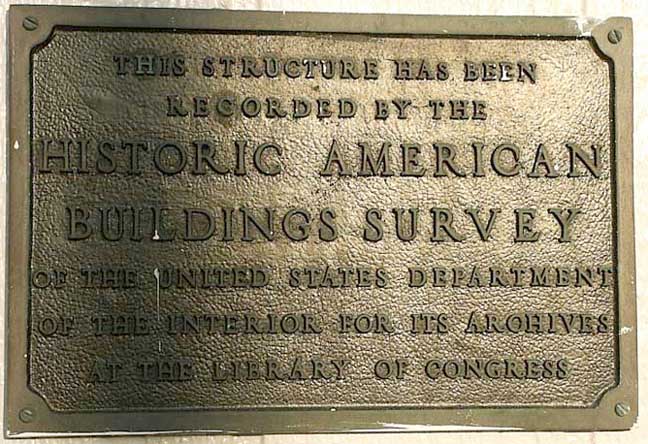 THIS STRUCTURE HAS BEEN
RECORDED BY THE
HISTORIC AMERICAN
BUILDINGS SURVEY
OF THE UNITED STATES DEPARTMENT
OF THE INTERIOR FOR ITS ARCHIVES
AT THE LIBRARY OF CONGRESS